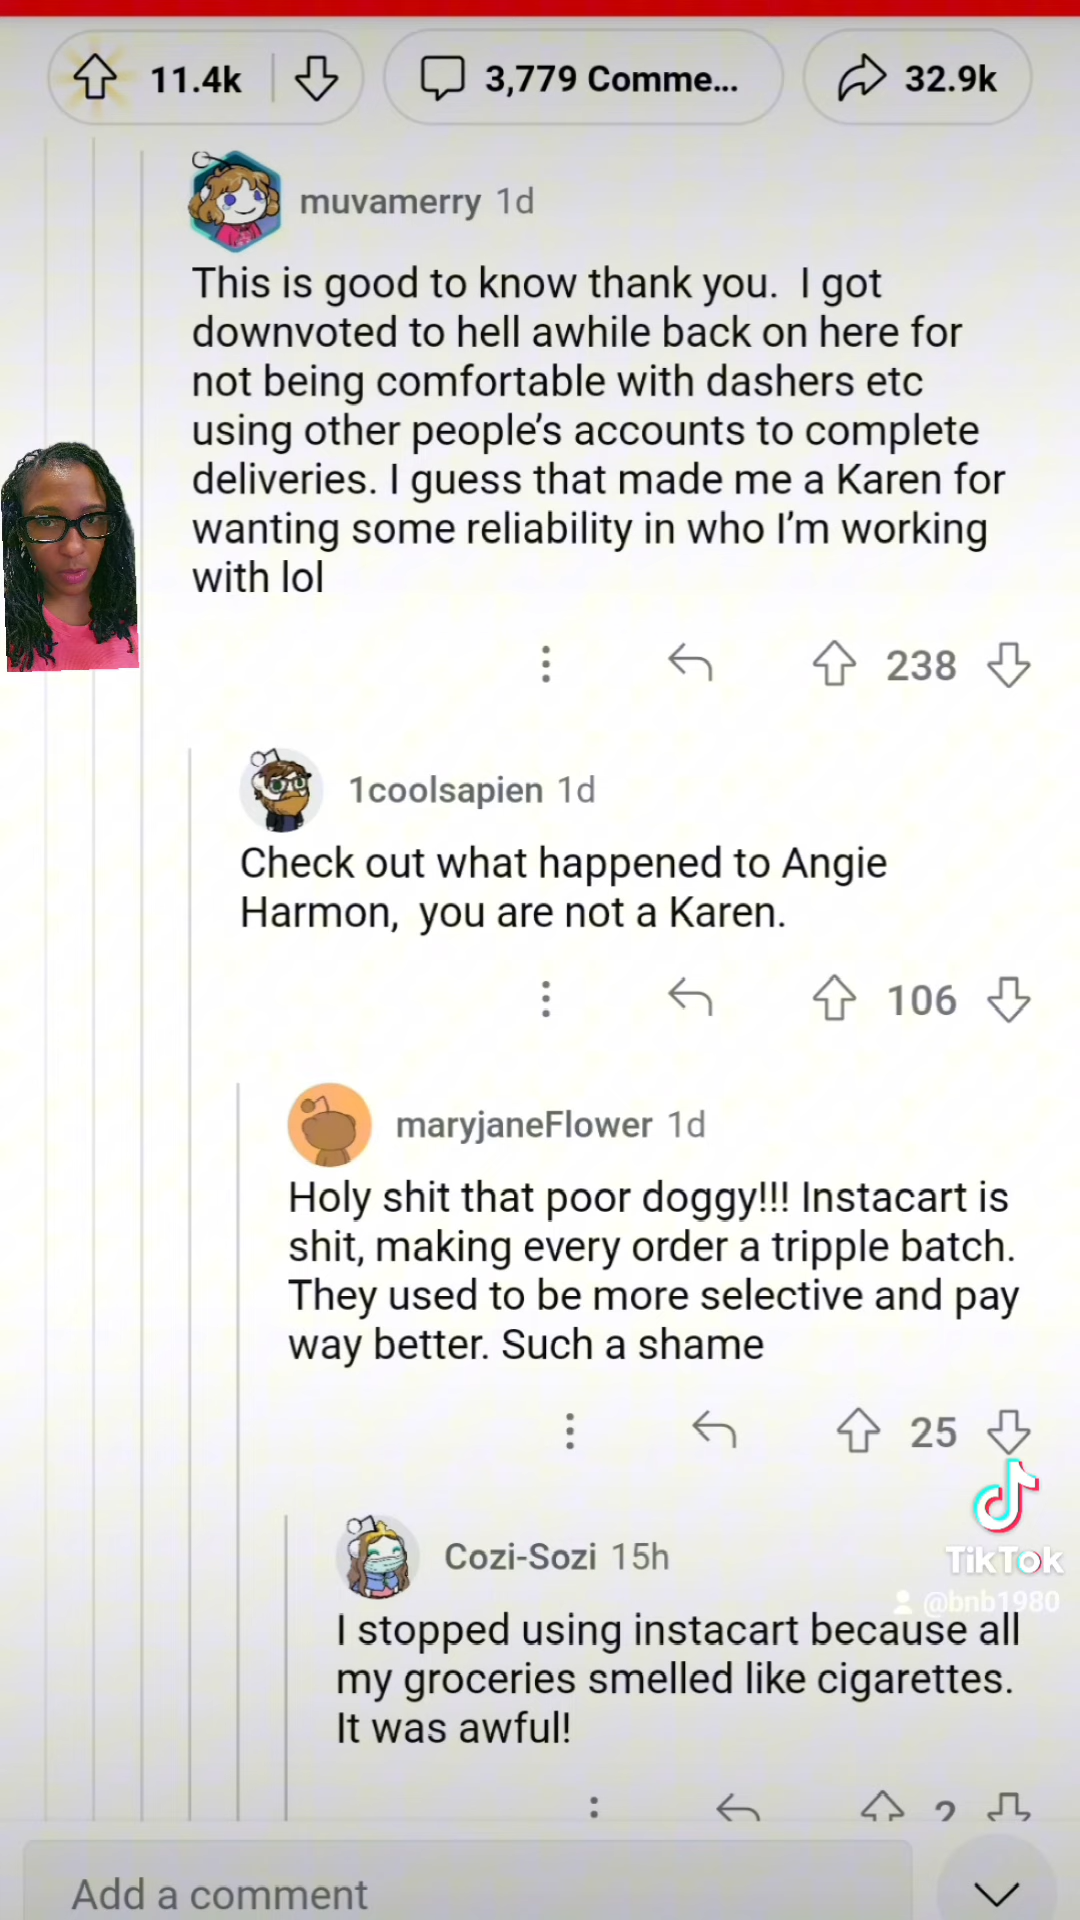 11.4k
3,779 Comme...
32.9k
muvamerry 1d
This is good to know thank you. I got
downvoted to hell awhile back on here for
not being comfortable with dashers etc
using other people's accounts to complete
deliveries. I guess that made me a Karen for
wanting some reliability in who I'm working
with lol
238
1coolsapien 1d
Check out what happened to Angie
Harmon, you are not a Karen.
106
maryjaneFlower 1d
Holy shit that poor doggy!!! Instacart is
shit, making every order a tripple batch.
They used to be more selective and pay
way better. Such a shame
25
TikTok
@bnb1980
Cozi-Sozi 15h
I stopped using instacart because all
my groceries smelled like cigarettes.
It was awful!
2
Add a comment